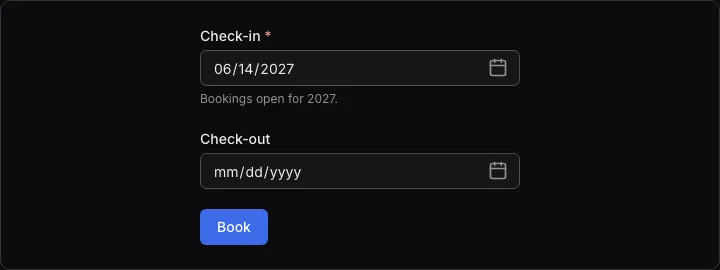 Check-in *
06/14/2027
Bookings open for 2027.
Check-out
mm/dd/yyyy
Book